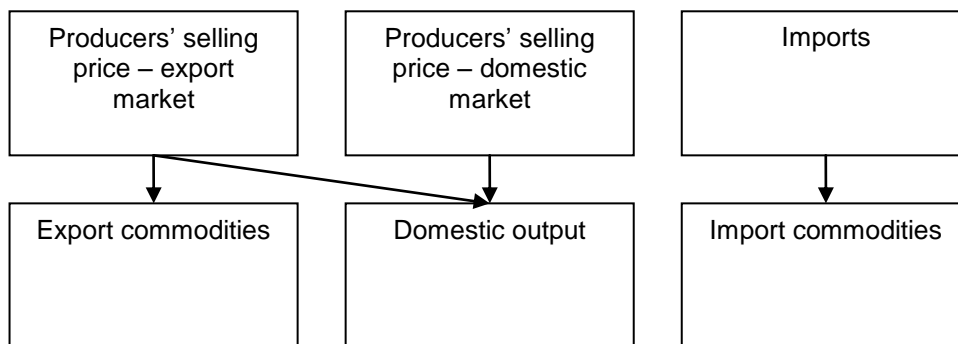 Producers’ selling
price – export
market
Producers’ selling
price – domestic
market
Imports
Export commodities
Domestic output
Import commodities